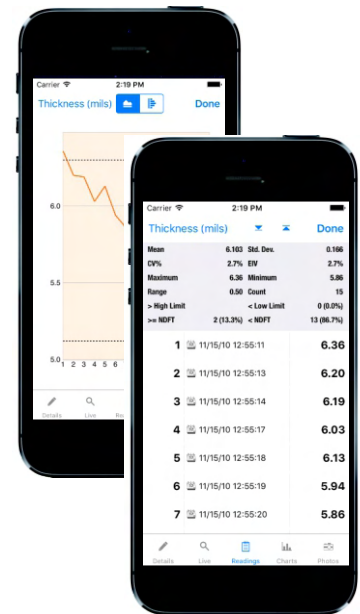 Carrier 2:19 PM
Thickness (mils) Done
6.0
5.5
5.0
1 2 3 4 5 6
Details Live
Carrier 2:19 PM
Thickness (mils) Done
Mean 6.103 Std. Dev. 0.166
CV% 2.7% EIV 2.7%
Maximum 6.36 Minimum 5.86
Range 0.50 Count 15
> High Limit < Low Limit 0 (0.0%)
>= NDFT 2 (13.3%) < NDFT 13 (86.7%)
1 11/15/10 12:55:11 6.36
2 11/15/10 12:55:13 6.20
3 11/15/10 12:55:14 6.19
4 11/15/10 12:55:17 6.03
5 11/15/10 12:55:18 6.13
6 11/15/10 12:55:19 5.94
7 11/15/10 12:55:20 5.86
Details Live Readings Charts Photos